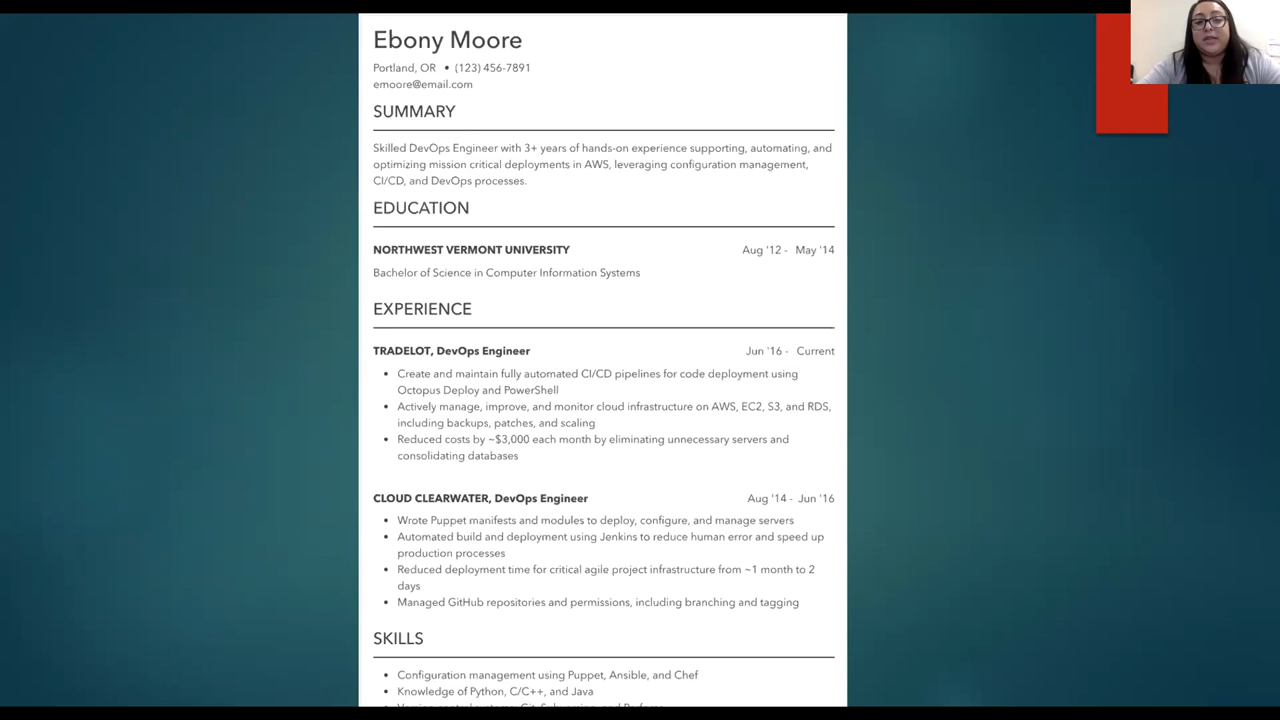 Ebony Moore
Portland, OR • (123) 456-7891
emoore@email.com
SUMMARY
Skilled DevOps Engineer with 3+ years of hands-on experience supporting, automating, and
optimizing mission critical deployments in AWS, leveraging configuration management,
CI/CD, and DevOps processes.
EDUCATION
NORTHWEST VERMONT UNIVERSITY Aug '12 - May '14
Bachelor of Science in Computer Information Systems
EXPERIENCE
TRADELOT, DevOps Engineer Jun '16 - Current
• Create and maintain fully automated CI/CD pipelines for code deployment using
Octopus Deploy and PowerShell
• Actively manage, improve, and monitor cloud infrastructure on AWS, EC2, S3, and RDS,
including backups, patches, and scaling
• Reduced costs by ~$3,000 each month by eliminating unnecessary servers and
consolidating databases
CLOUD CLEARWATER, DevOps Engineer Aug '14 - Jun '16
• Wrote Puppet manifests and modules to deploy, configure, and manage servers
• Automated build and deployment using Jenkins to reduce human error and speed up
production processes
• Reduced deployment time for critical agile project infrastructure from ~1 month to 2
days
• Managed GitHub repositories and permissions, including branching and tagging
SKILLS
• Configuration management using Puppet, Ansible, and Chef
• Knowledge of Python, C/C++, and Java